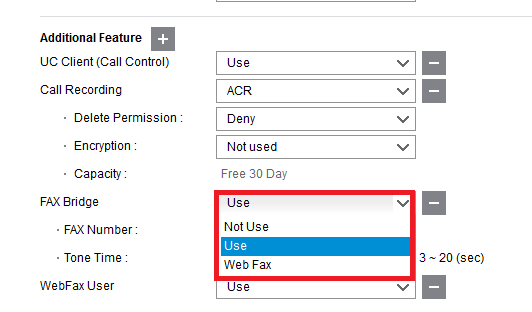 Additional Feature +
UC Client (Call Control) Use
Call Recording ACR
· Delete Permission : Deny
· Encryption : Not used
· Capacity : Free 30 Day
FAX Bridge Use
Not Use
· FAX Number :
Use
· Tone Time : Web Fax 3 ~ 20 (sec)
WebFax User Use